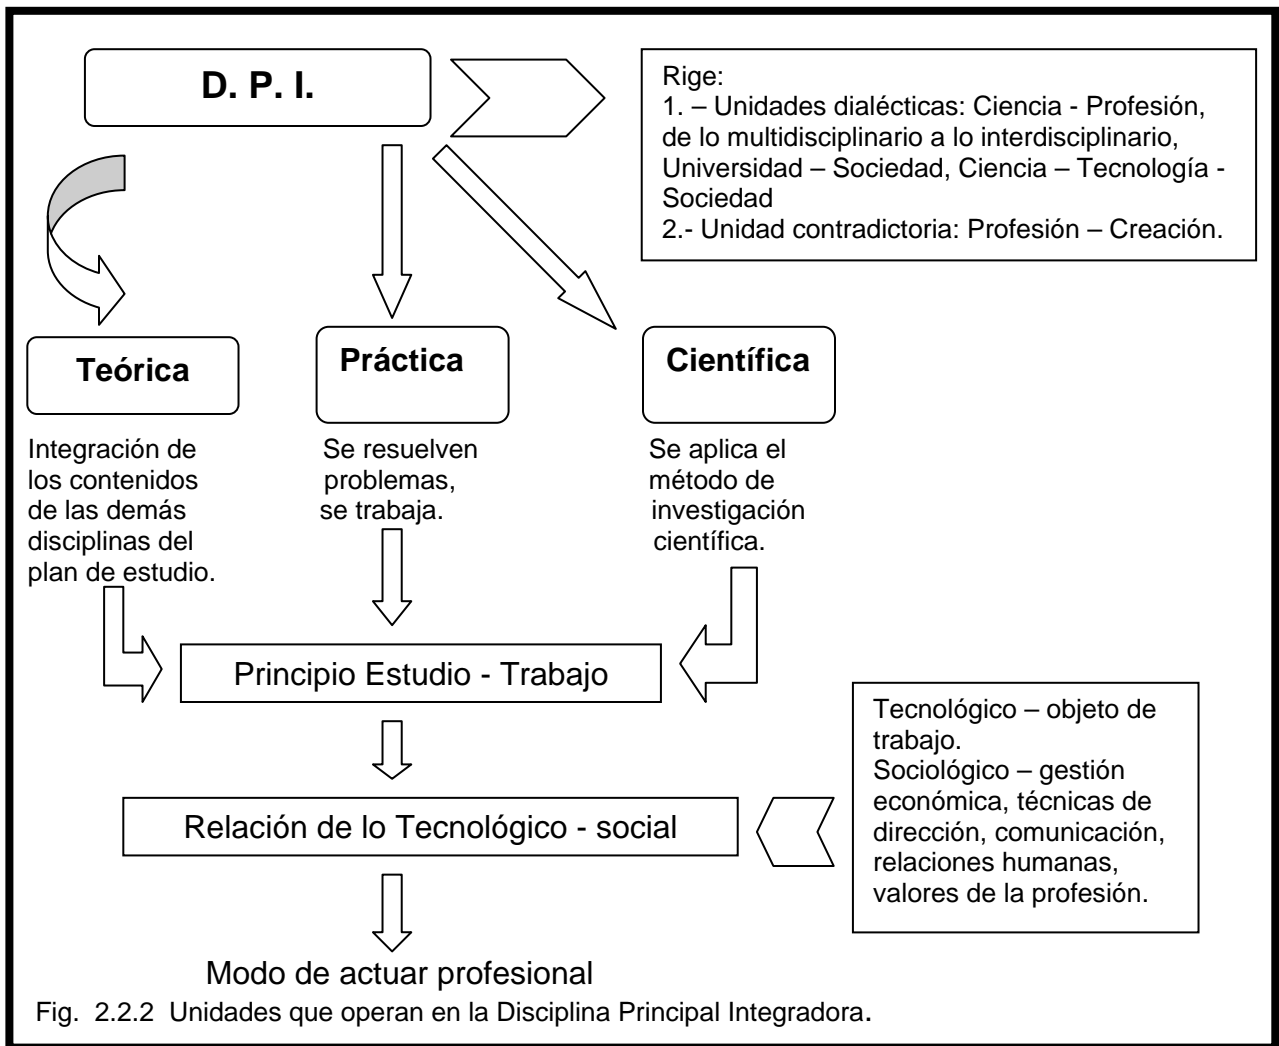 D. P. I.
Rige:
1. – Unidades dialécticas: Ciencia - Profesión,
de lo multidisciplinario a lo interdisciplinario,
Universidad – Sociedad, Ciencia – Tecnología -
Sociedad
2.- Unidad contradictoria: Profesión – Creación.
Teórica
Práctica
Científica
Integración de
los contenidos
de las demás
disciplinas del
plan de estudio.
Se resuelven
problemas,
se trabaja.
Se aplica el
método de
investigación
científica.
Principio Estudio - Trabajo
Relación de lo Tecnológico - social
Tecnológico – objeto de
trabajo.
Sociológico – gestión
económica, técnicas de
dirección, comunicación,
relaciones humanas,
valores de la profesión.
Modo de actuar profesional
Fig. 2.2.2 Unidades que operan en la Disciplina Principal Integradora.